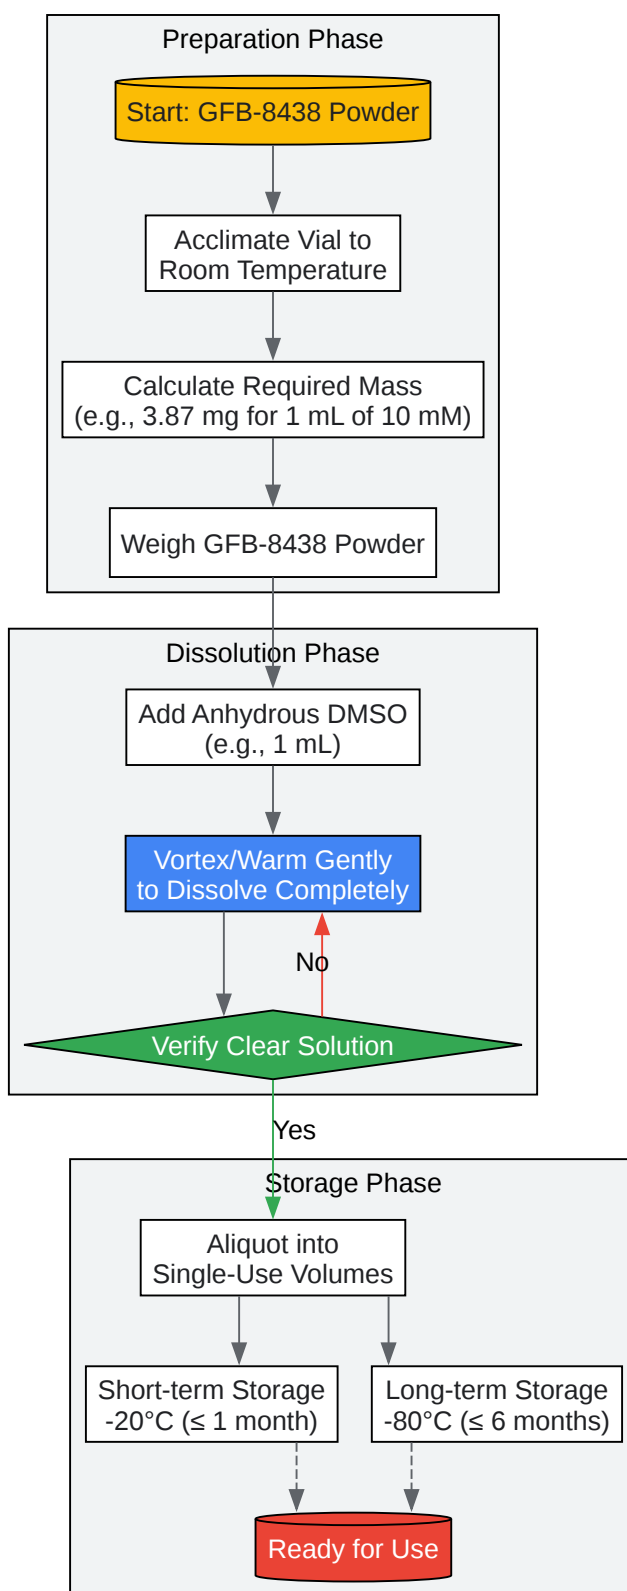 Preparation Phase
Start: GFB-8438 Powder
Acclimate Vial to
Room Temperature
Calculate Required Mass
(e.g., 3.87 mg for 1 mL of 10 mM)
Weigh GFB-8438 Powder
Dissolution Phase
Add Anhydrous DMSO
(e.g., 1 mL)
Vortex/Warm Gently
to Dissolve Completely
No
Verify Clear Solution
Yes
Storage Phase
Aliquot into
Single-Use Volumes
Short-term Storage
-20°C (≤ 1 month)
Long-term Storage
-80°C (≤ 6 months)
Ready for Use